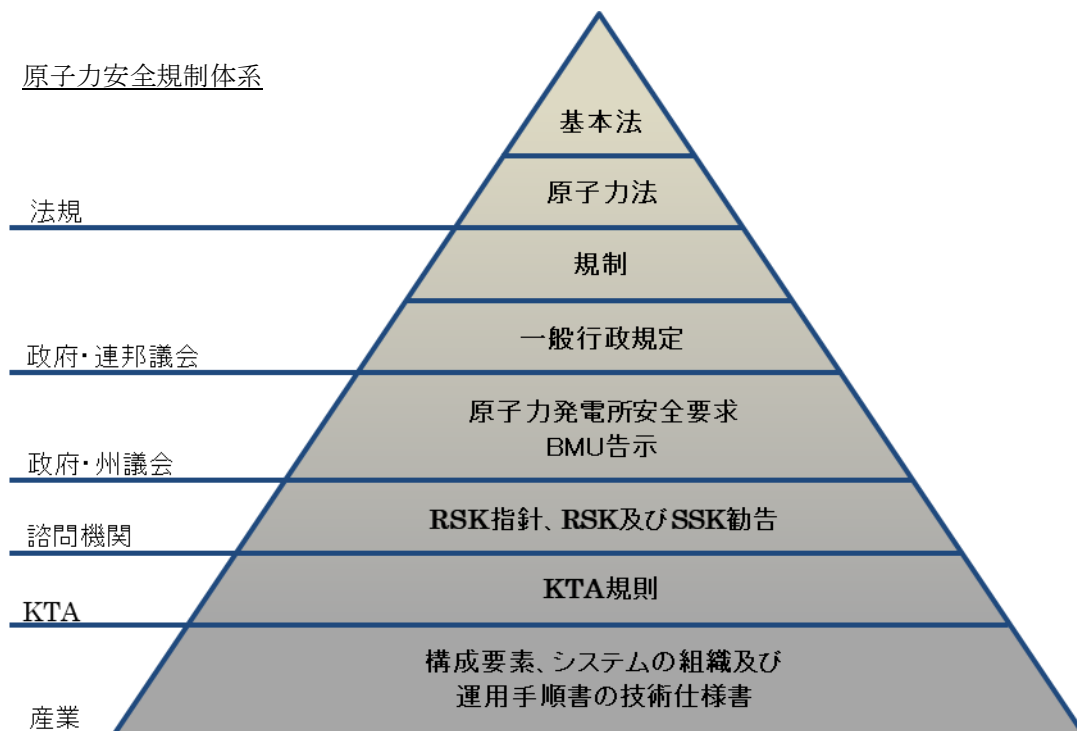 原子力安全規制体系
基本法
原子力法
法規
規制
一般行政規定
政府・連邦議会
原子力発電所安全要求
BMU告示
政府・州議会
RSK指針、RSK及びSSK勧告
諮問機関
KTA規則
KTA
構成要素、システムの組織及び
運用手順書の技術仕様書
産業